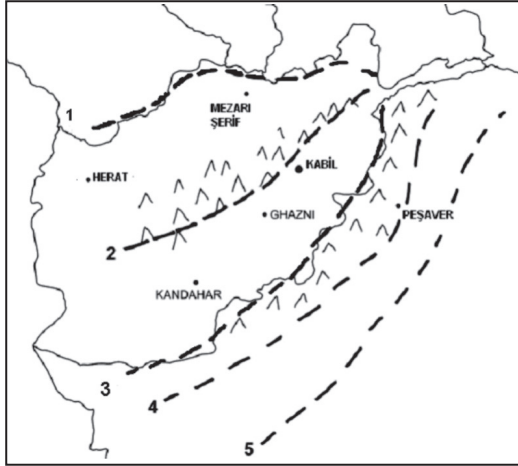 1
MEZARI
ŞERİF
HERAT
KABİL
GHAZNI
PEŞAVER
2
KANDAHAR
3
4
5